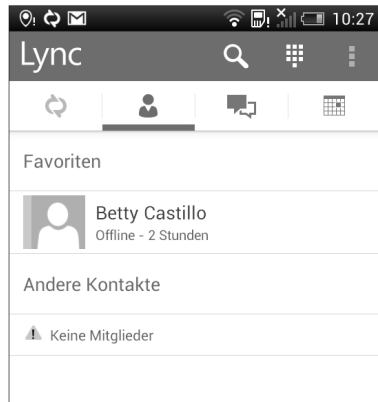 10:27
Lync
Favoriten
Betty Castillo
Offline - 2 Stunden
Andere Kontakte
Keine Mitglieder